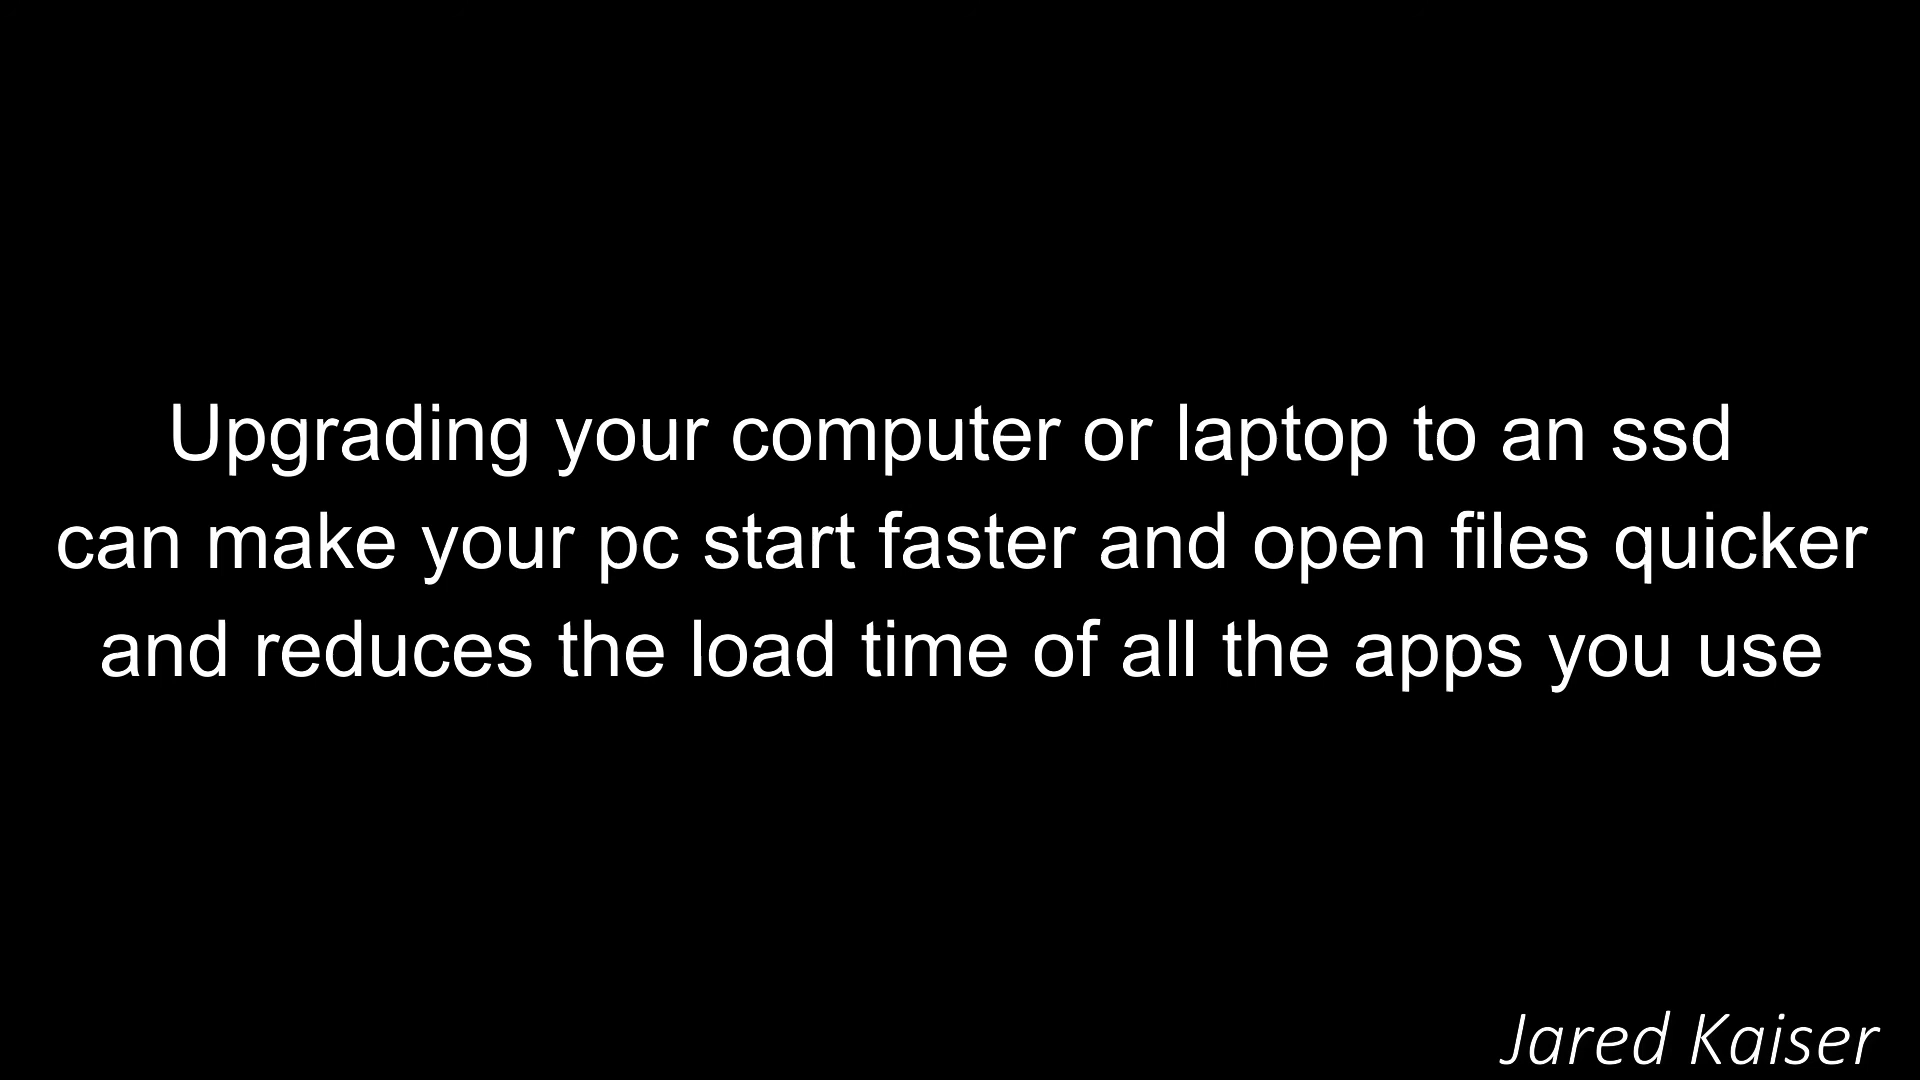 Upgrading your computer or laptop to an ssd
can make your pc start faster and open files quicker
and reduces the load time of all the apps you use
Jared Kaiser